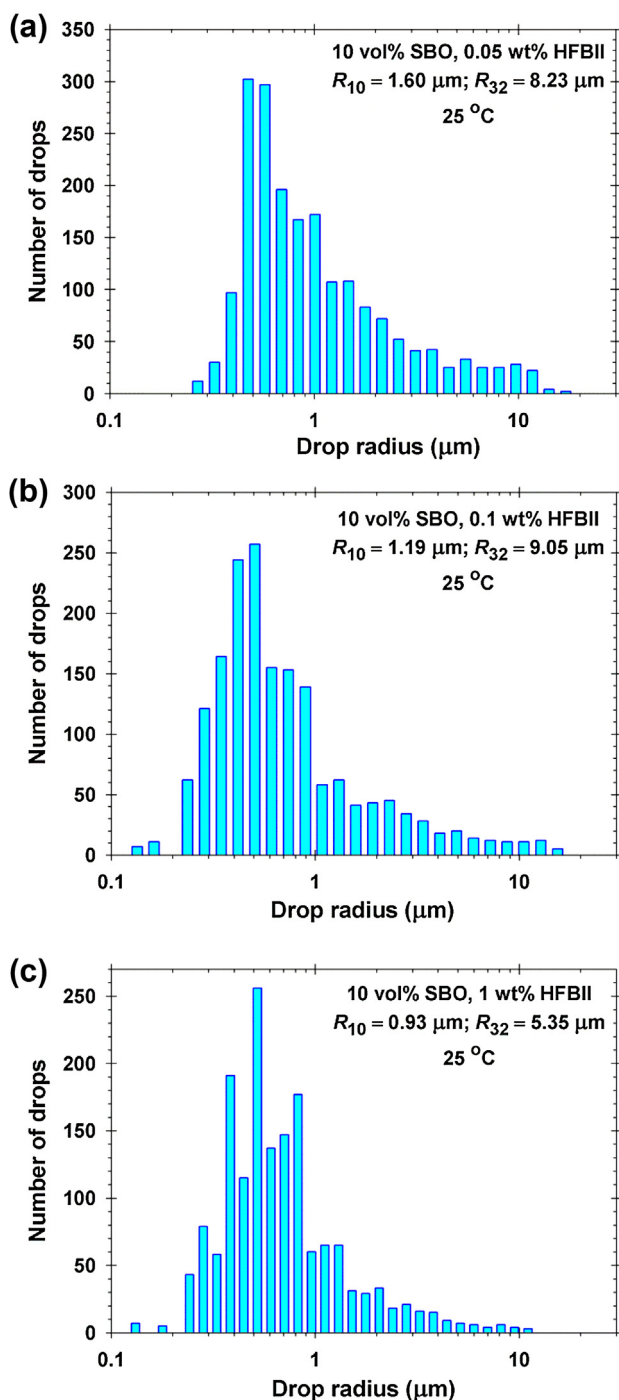 (a)
350
10 vol% SBO, 0.05 wt% HFBII
R10 = 1.60 μm; R32 = 8.23 μm
25 °C
300
250
200
150
100
50
0
Number of drops
0.1 1 10
Drop radius (μm)
(b)
300
10 vol% SBO, 0.1 wt% HFBII
R10 = 1.19 μm; R32 = 9.05 μm
25 °C
250
200
150
100
50
0
Number of drops
0.1 1 10
Drop radius (μm)
(c)
10 vol% SBO, 1 wt% HFBII
R10 = 0.93 μm; R32 = 5.35 μm
25 °C
250
200
150
100
50
0
Number of drops
0.1 1 10
Drop radius (μm)